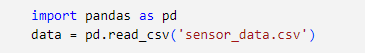 import pandas as pd
data = pd.read_csv('sensor_data.csv')